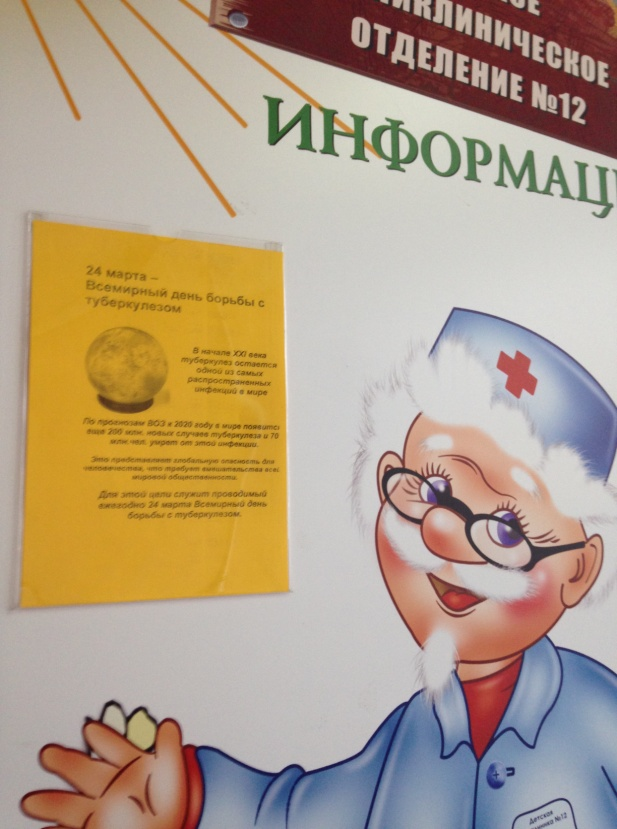 ОЕ
ИКЛИНИЧЕСКОЕ
ОТДЕЛЕНИЕ №12
ИНФОРМАЦ
24 марта –
Всемирный день борьбы с
туберкулезом
В начале XXI века
туберкулез остается
одной из самых
распространенных
инфекций в мире
По прогнозам ВОЗ в 2020 году в мире появится
еще 200 млн. новых случаев туберкулеза и 70
млн.чел. умрет от этой инфекции.
Это представляет глобальную опасность для
человечества, что требует вмешательства всей
мировой общественности.
Для этой цели служит проводимый
ежегодно 24 марта Всемирный день
борьбы с туберкулезом.
Детская
№12